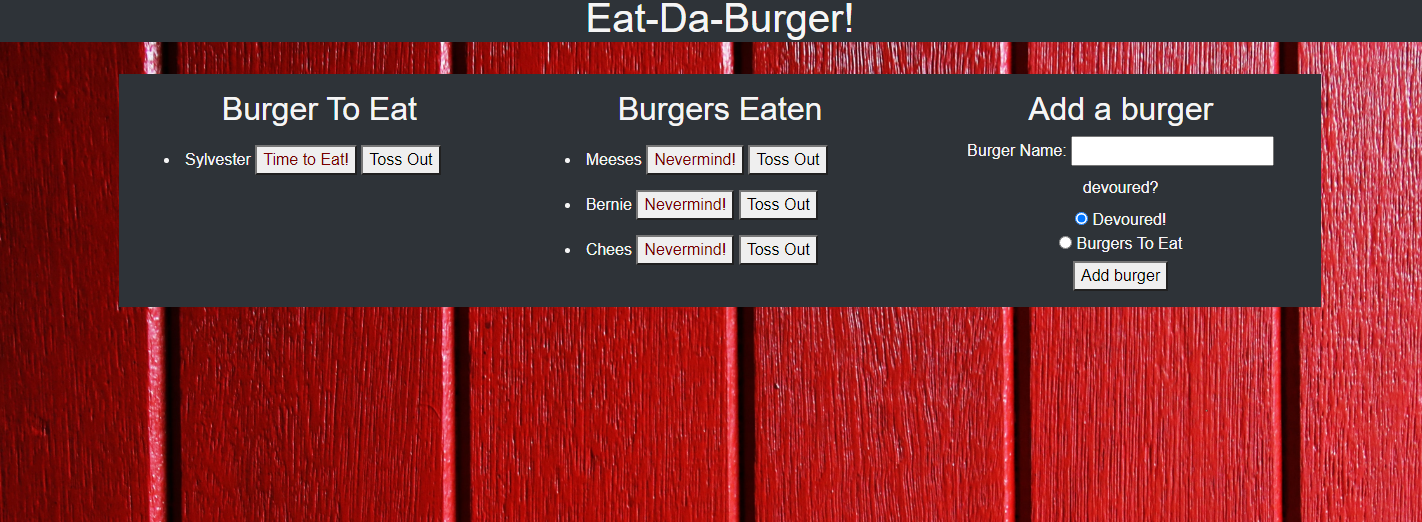 Eat-Da-Burger!
Burger To Eat
Sylvester Time to Eat! Toss Out
Burgers Eaten
Meeses Nevermind! Toss Out
Bernie Nevermind! Toss Out
Chees Nevermind! Toss Out
Add a burger
Burger Name:
devoured?
Devoured!
Burgers To Eat
Add burger